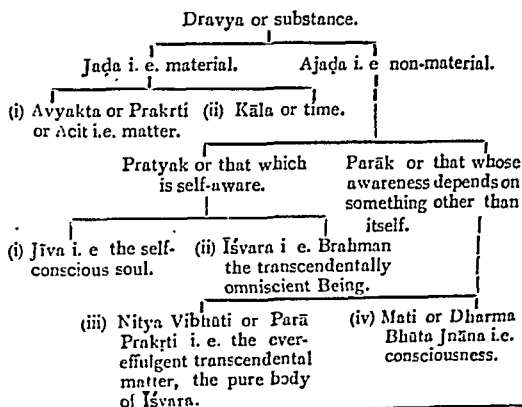 Dravya or substance.
Jaḍa i. e. material.
Ajaḍa i. e non-material.
(i) Avyakta or Prakrti
or Acit i.e. matter.
(ii) Kāla or time.
Pratyak or that which
is self-aware.
Parāk or that whose
awareness depends on
something other than
itself.
(i) Jīva i. e the self-
conscious soul.
(ii) Īśvara i e. Brahman
the transcendentally
omniscient Being.
(iii) Nitya Vibhūti or Parā
Prakṛti i. e. the ever-
effulgent transcendental
matter, the pure body
of Īśvara.
(iv) Mati or Dharma
Bhūta Jnāna i.e.
consciousness.